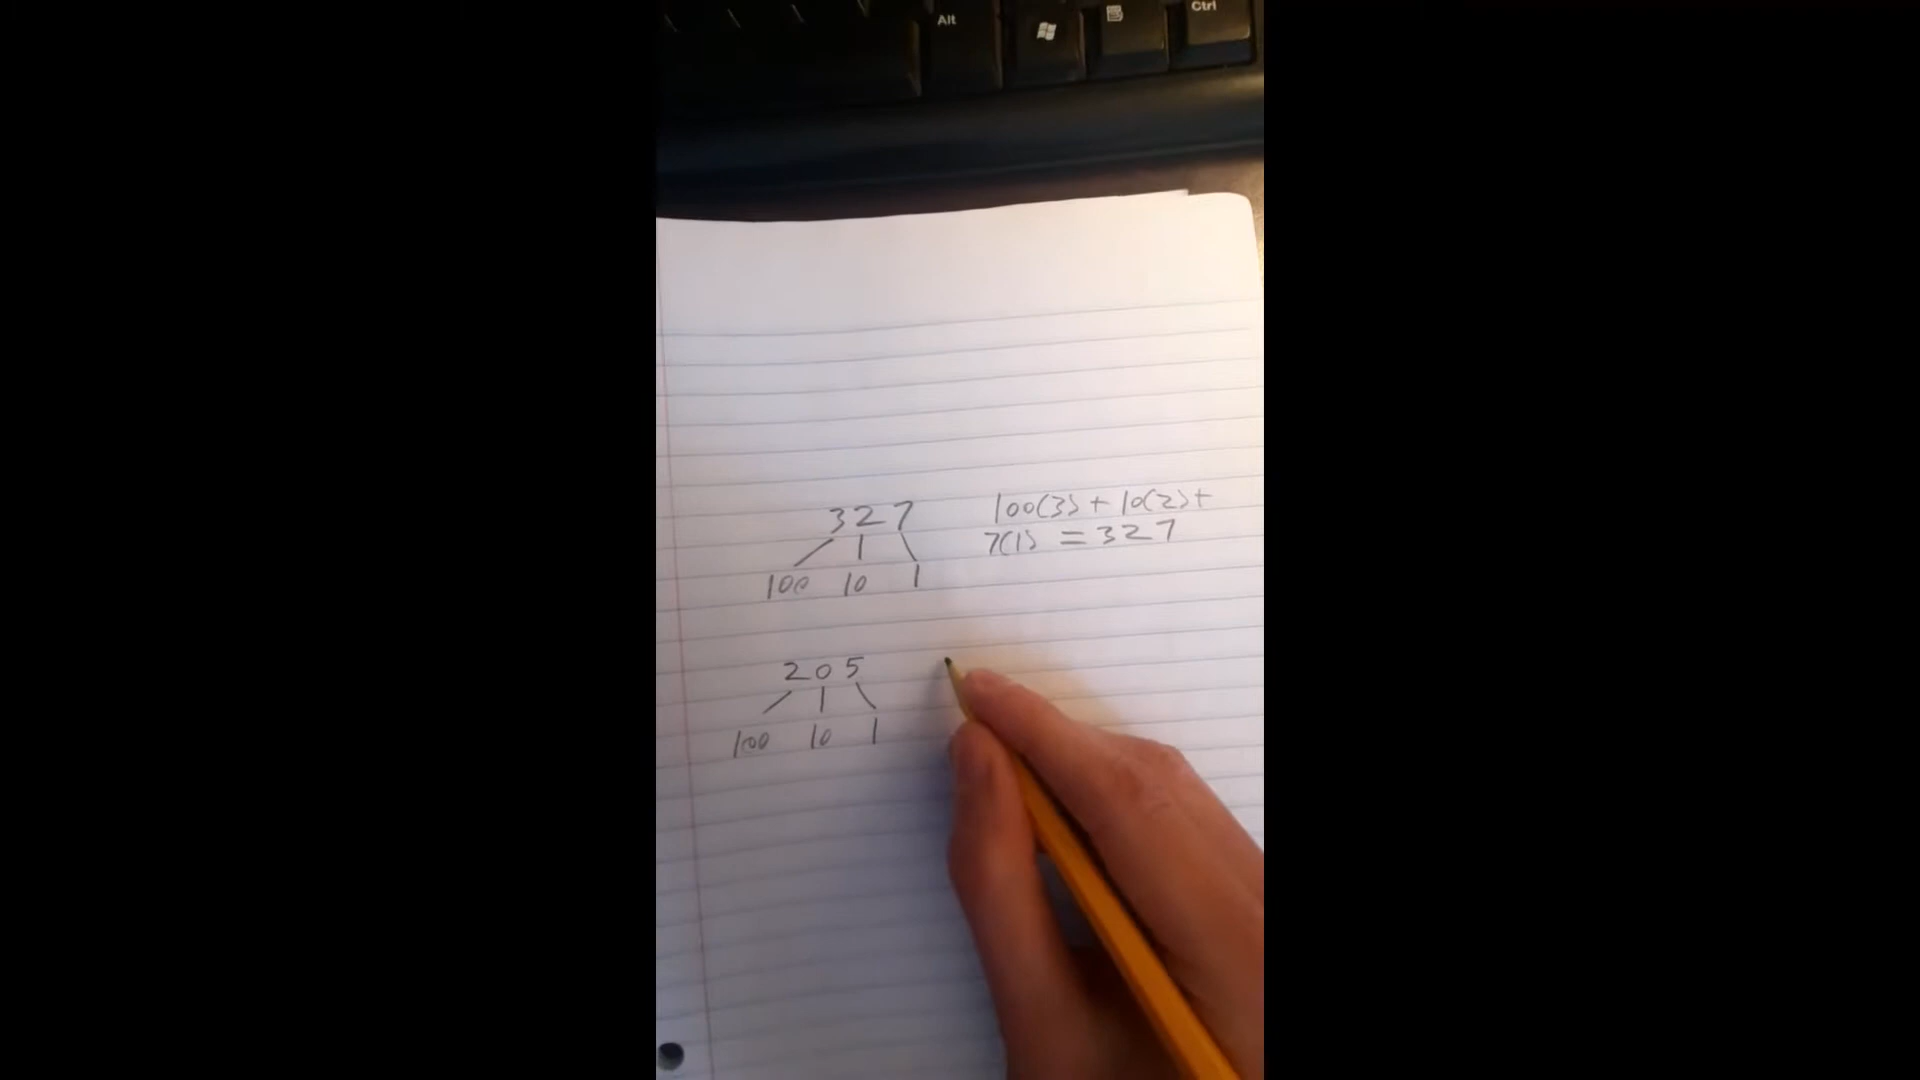 Alt Ctrl
327 100(3) + 10(2) +
7(1) = 327
100 10 1
205
100 10 1